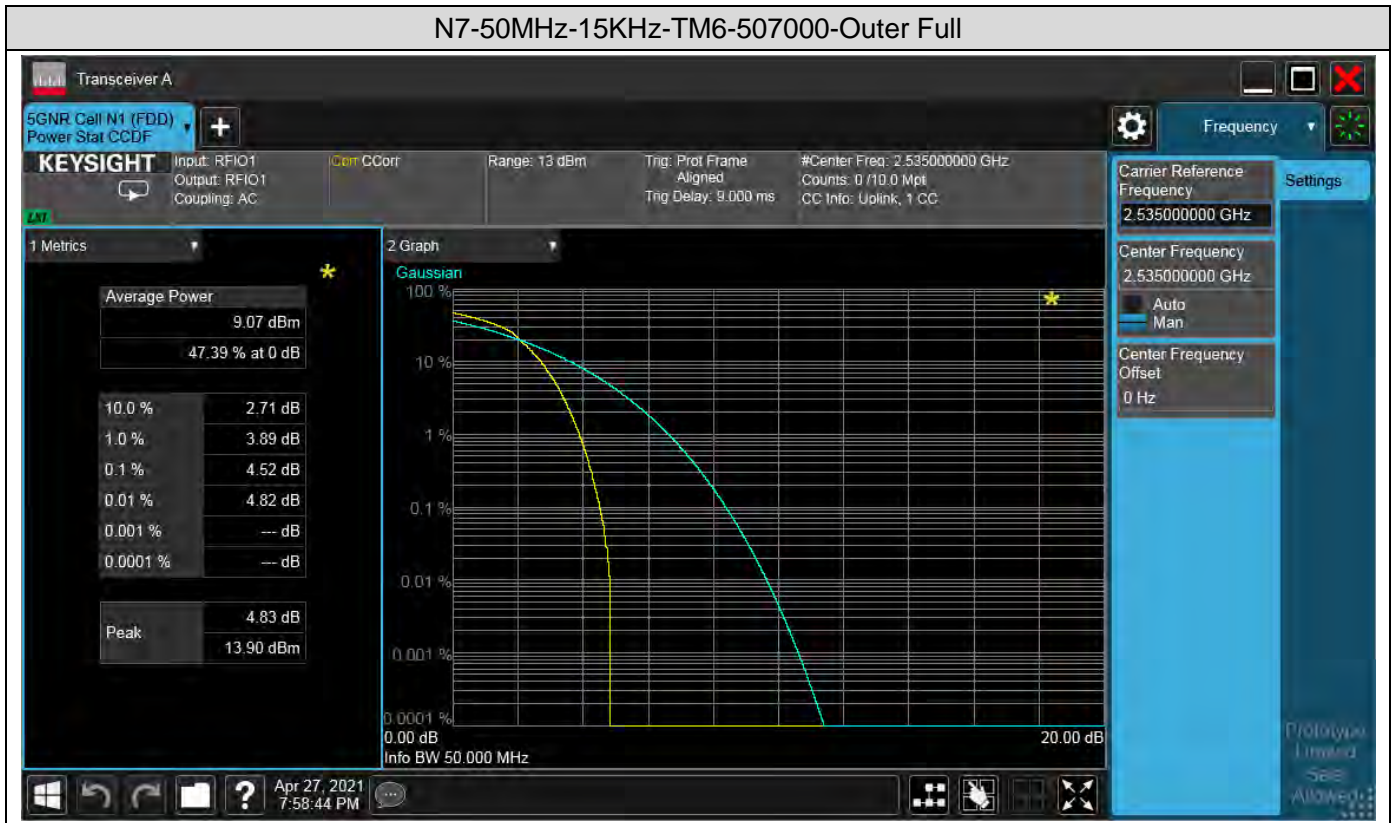 N7-50MHz-15KHz-TM6-507000-Outer Full
Transceiver A
5GNR Cell N1 (FDD)
Power Stat CCDF
Frequency
KEYSIGHT
Input: RFIO1
Output: RFIO1
Coupling: AC
Corr CCorr
Range: 13 dBm
Trig: Prot Frame
Aligned
Trig Delay: 9.000 ms
#Center Freq: 2.535000000 GHz
Counts: 0 /10.0 Mpt
CC Info: Uplink, 1 CC
LXI
Carrier Reference
Frequency
2.535000000 GHz
Settings
Center Frequency
2.535000000 GHz
Auto
Man
Center Frequency
Offset
0 Hz
1 Metrics
*
Average Power
9.07 dBm
47.39 % at 0 dB
10.0 % 2.71 dB
1.0 % 3.89 dB
0.1 % 4.52 dB
0.01 % 4.82 dB
0.001 % --- dB
0.0001 % --- dB
Peak 4.83 dB
13.90 dBm
2 Graph
Gaussian
*
100 %
10 %
1 %
0.1 %
0.01 %
0.001 %
0.0001 %
0.00 dB 20.00 dB
Info BW 50.000 MHz
Apr 27, 2021
7:58:44 PM
Prototype
Limited
Sale
Allowed